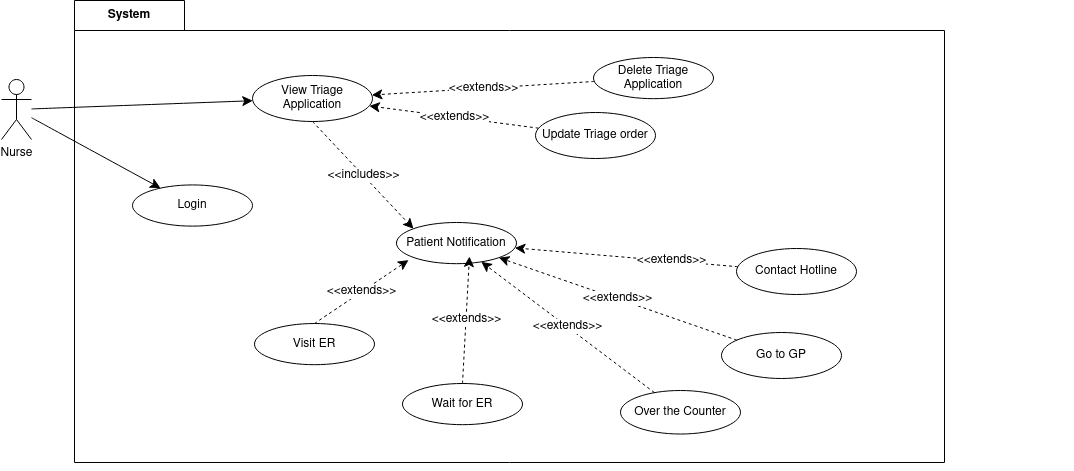 System
Delete Triage
Application
View Triage
Application
<<extends>>
<<extends>>
Update Triage order
Nurse
<<includes>>
Login
Patient Notification
<<extends>>
Contact Hotline
<<extends>>
<<extends>>
<<extends>>
<<extends>>
Visit ER
Go to GP
Wait for ER
Over the Counter